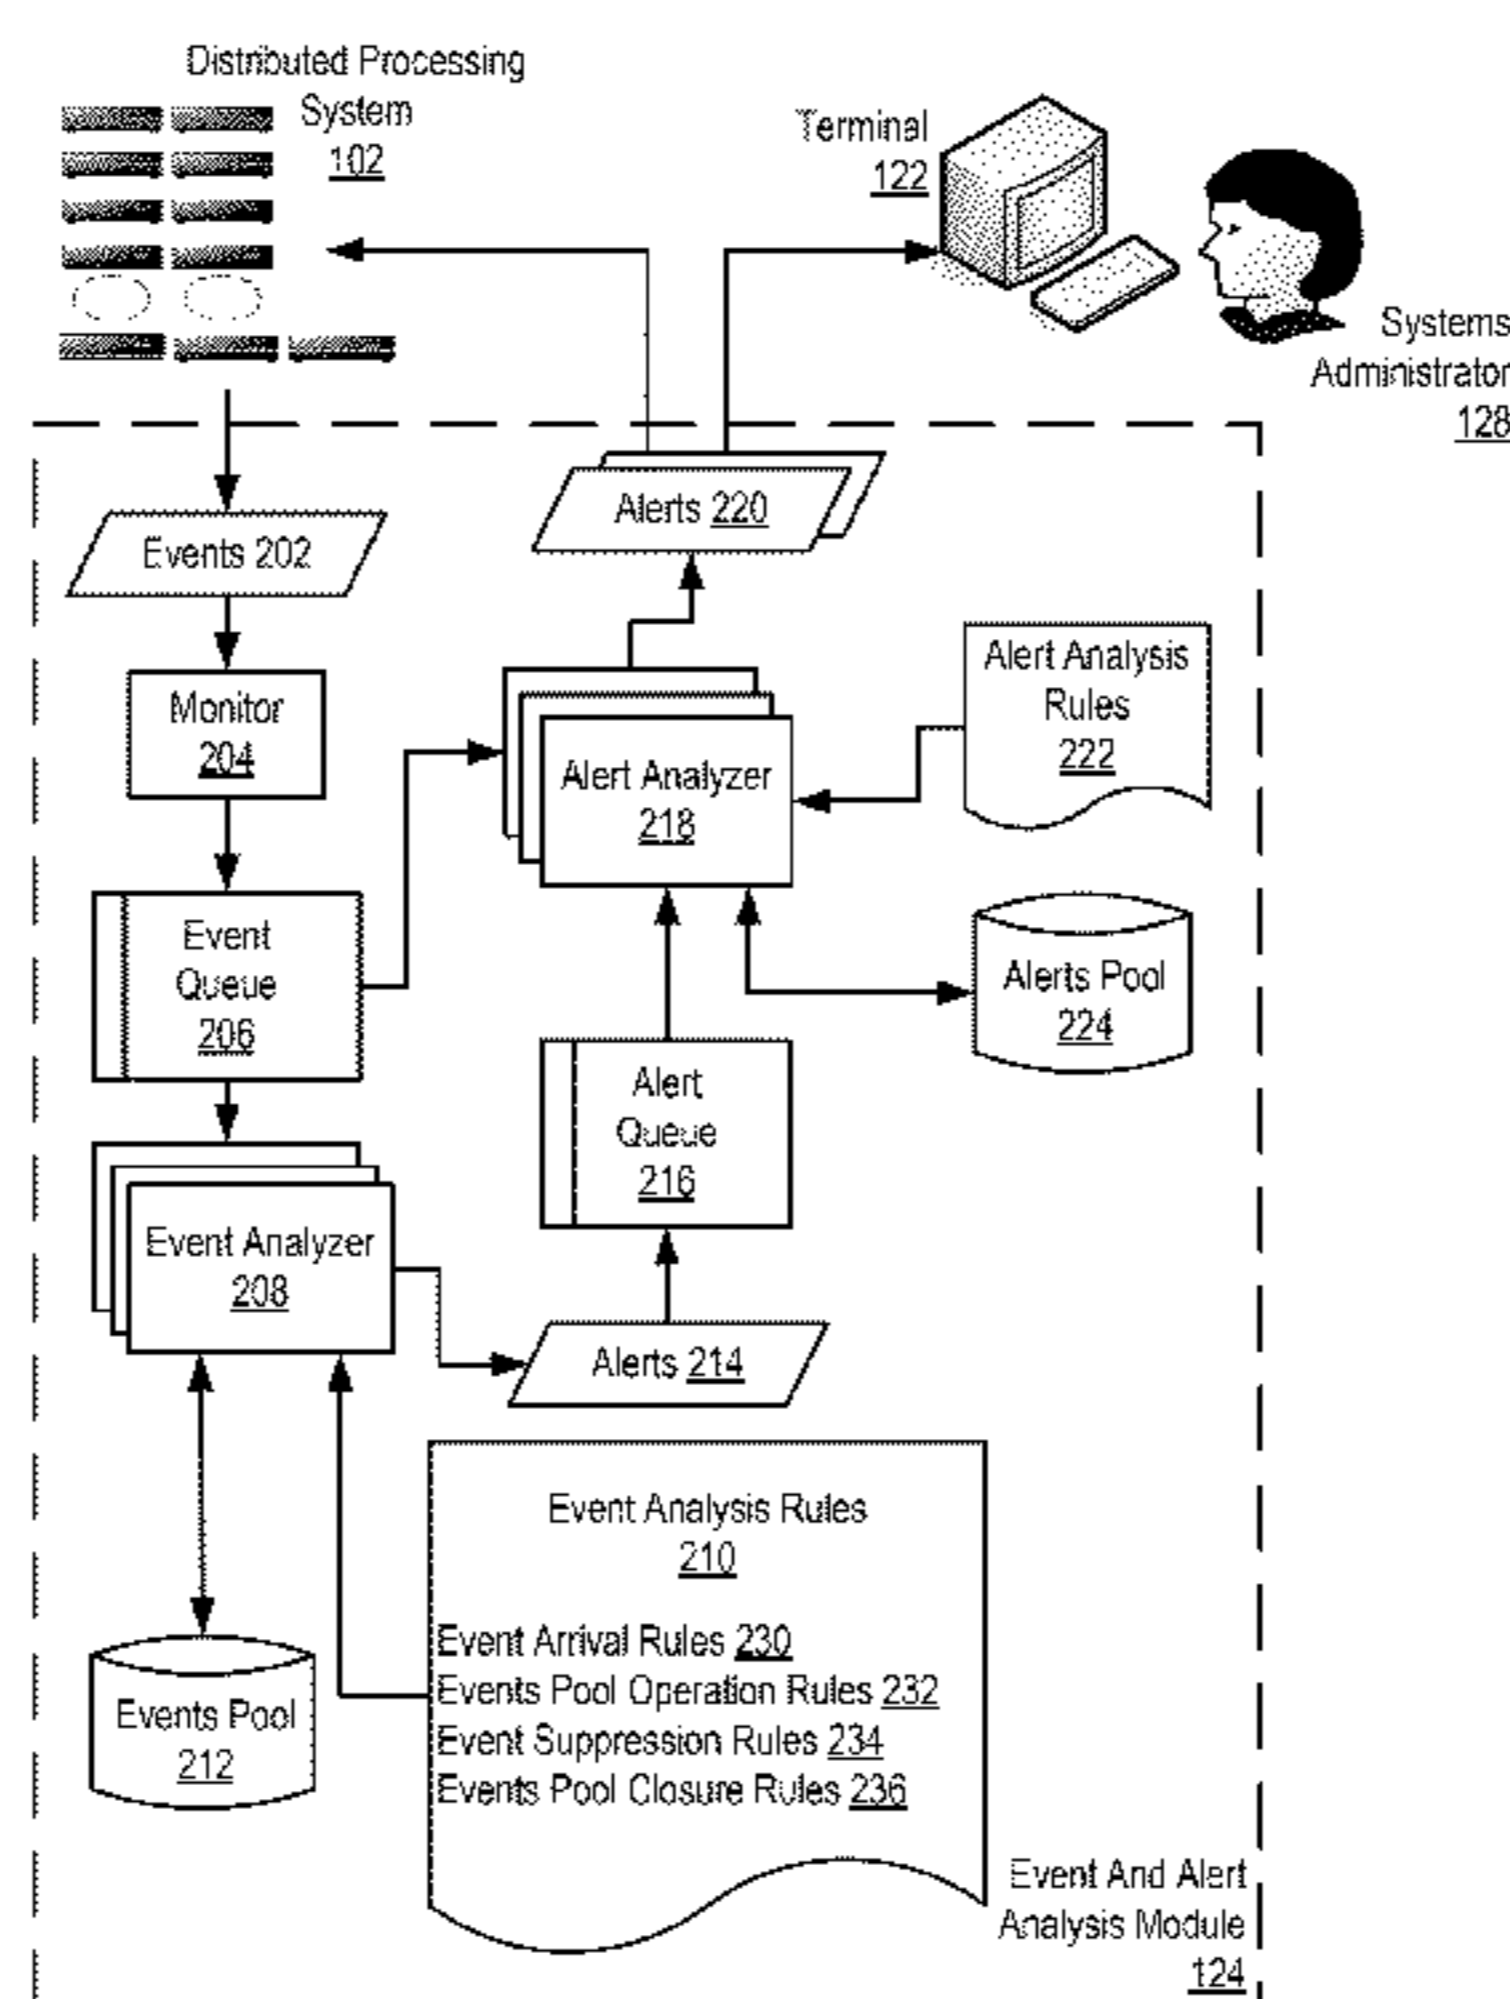 Distributed Processing
System
102
Terminal
122
Systems
Administrator
128
Alerts 220
Events 202
Monitor
204
Alert Analysis
Rules
222
Alert Analyzer
218
Event
Queue
206
Alerts Pool
224
Alert
Queue
216
Event Analyzer
208
Alerts 214
Event Analysis Rules
210
Event Arrival Rules 230
Events Pool Operation Rules 232
Event Suppression Rules 234
Events Pool Closure Rules 236
Events Pool
212
Event And Alert
Analysis Module
124